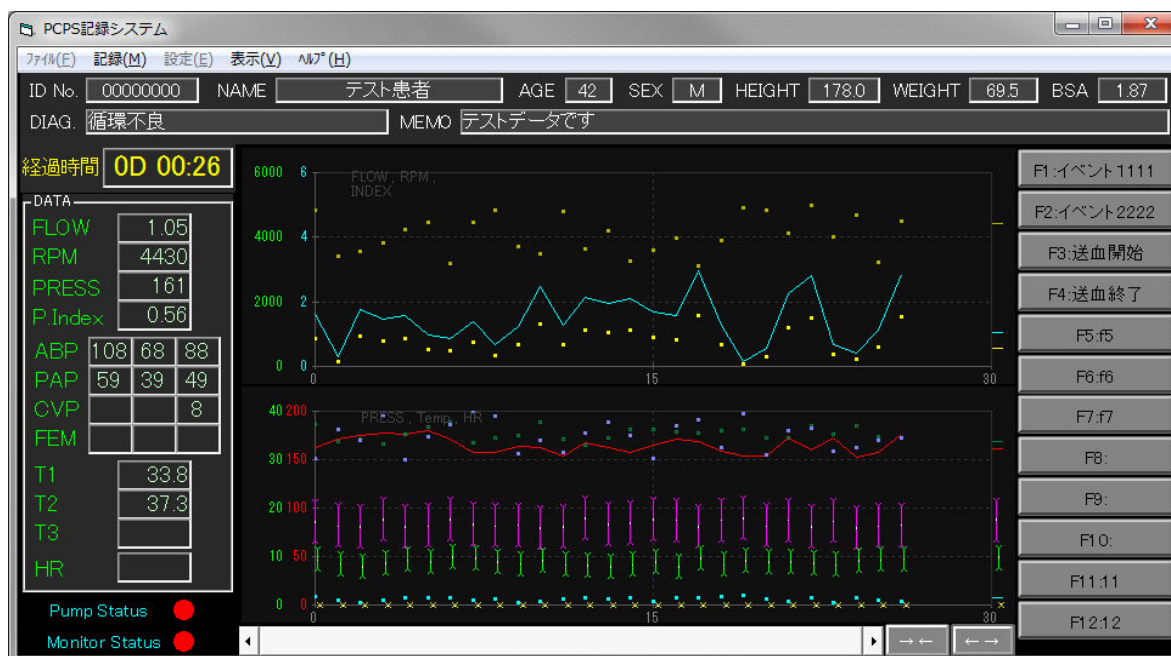 PCPS記録システム
ファイル(F) 記録(M) 設定(E) 表示(V) ヘルプ(H)
ID No. 00000000 NAME テスト患者 AGE 42 SEX M HEIGHT 178.0 WEIGHT 69.5 BSA 1.87
DIAG. 循環不良 MEMO テストデータです
経過時間 0D 00:26
DATA
FLOW 1.05
RPM 4430
PRESS 161
P.Index 0.56
ABP 108 68 88
PAP 59 39 49
CVP 8
FEM
T1 33.8
T2 37.3
T3
HR
Pump Status
Monitor Status
6000 6
FLOW , RPM ,
INDEX
4000 4
2000 2
0 0
0 15 30
40 200
PRESS , Temp , HR
30 150
20 100
10 50
0 0
0 15 30
→← ←→
F1:イベント1111
F2:イベント2222
F3:送血開始
F4:送血終了
F5:f5
F6:f6
F7:f7
F8:
F9:
F10:
F11:11
F12:12